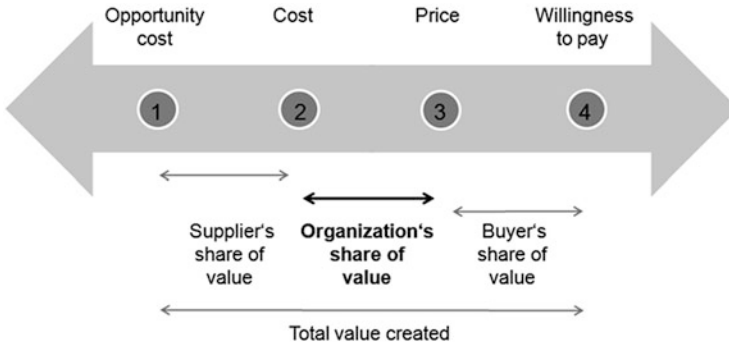 Opportunity
cost
Cost
Price
Willingness
to pay
1
2
3
4
Supplier‘s
share of
value
Organization‘s
share of
value
Buyer‘s
share of
value
Total value created